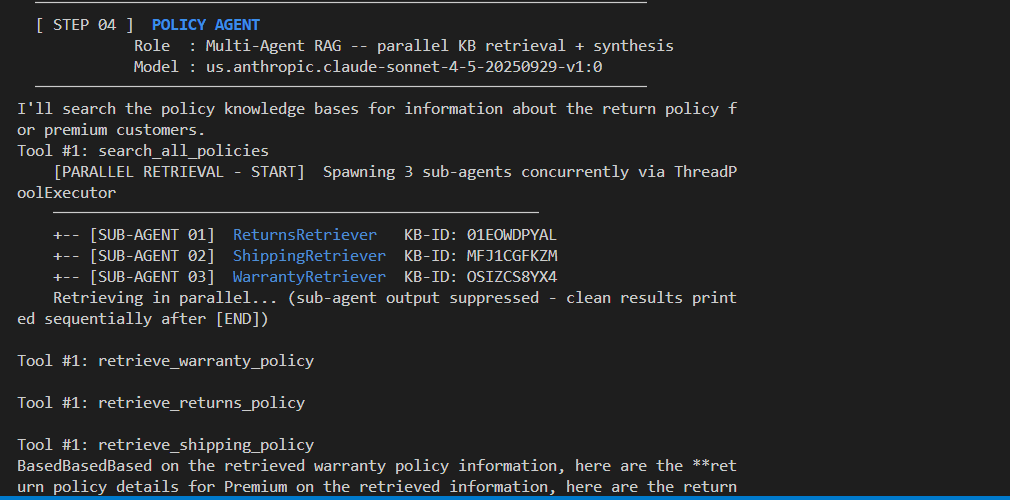 [ STEP 04 ]  POLICY AGENT
Role  : Multi-Agent RAG -- parallel KB retrieval + synthesis
Model : us.anthropic.claude-sonnet-4-5-20250929-v1:0
I'll search the policy knowledge bases for information about the return policy f
or premium customers.
Tool #1: search_all_policies
[PARALLEL RETRIEVAL - START]  Spawning 3 sub-agents concurrently via ThreadP
oolExecutor
+-- [SUB-AGENT 01]  ReturnsRetriever   KB-ID: 01EOWDPYAL
+-- [SUB-AGENT 02]  ShippingRetriever  KB-ID: MFJ1CGFKZM
+-- [SUB-AGENT 03]  WarrantyRetriever  KB-ID: OSIZCS8YX4
Retrieving in parallel... (sub-agent output suppressed - clean results print
ed sequentially after [END])
Tool #1: retrieve_warranty_policy
Tool #1: retrieve_returns_policy
Tool #1: retrieve_shipping_policy
BasedBasedBased on the retrieved warranty policy information, here are the **ret
urn policy details for Premium on the retrieved information, here are the return